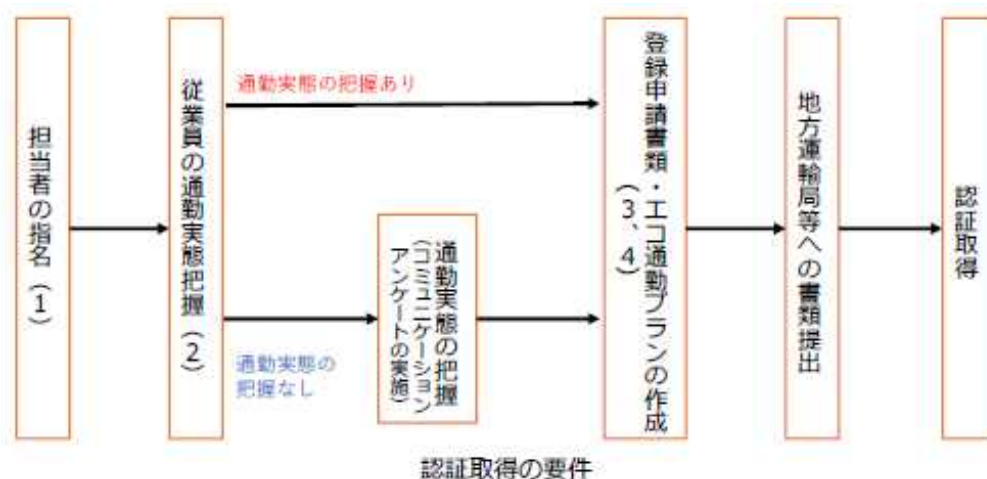 担当者の指名（1）
従業員の通勤実態把握（2）
通勤実態の把握あり
通勤実態の
把握なし
通勤実態の把握
（コミュニケーション
アンケートの実施）
登録申請書類・エコ通勤プランの作成
（3、4）
地方運輸局等への書類提出
認証取得
認証取得の要件